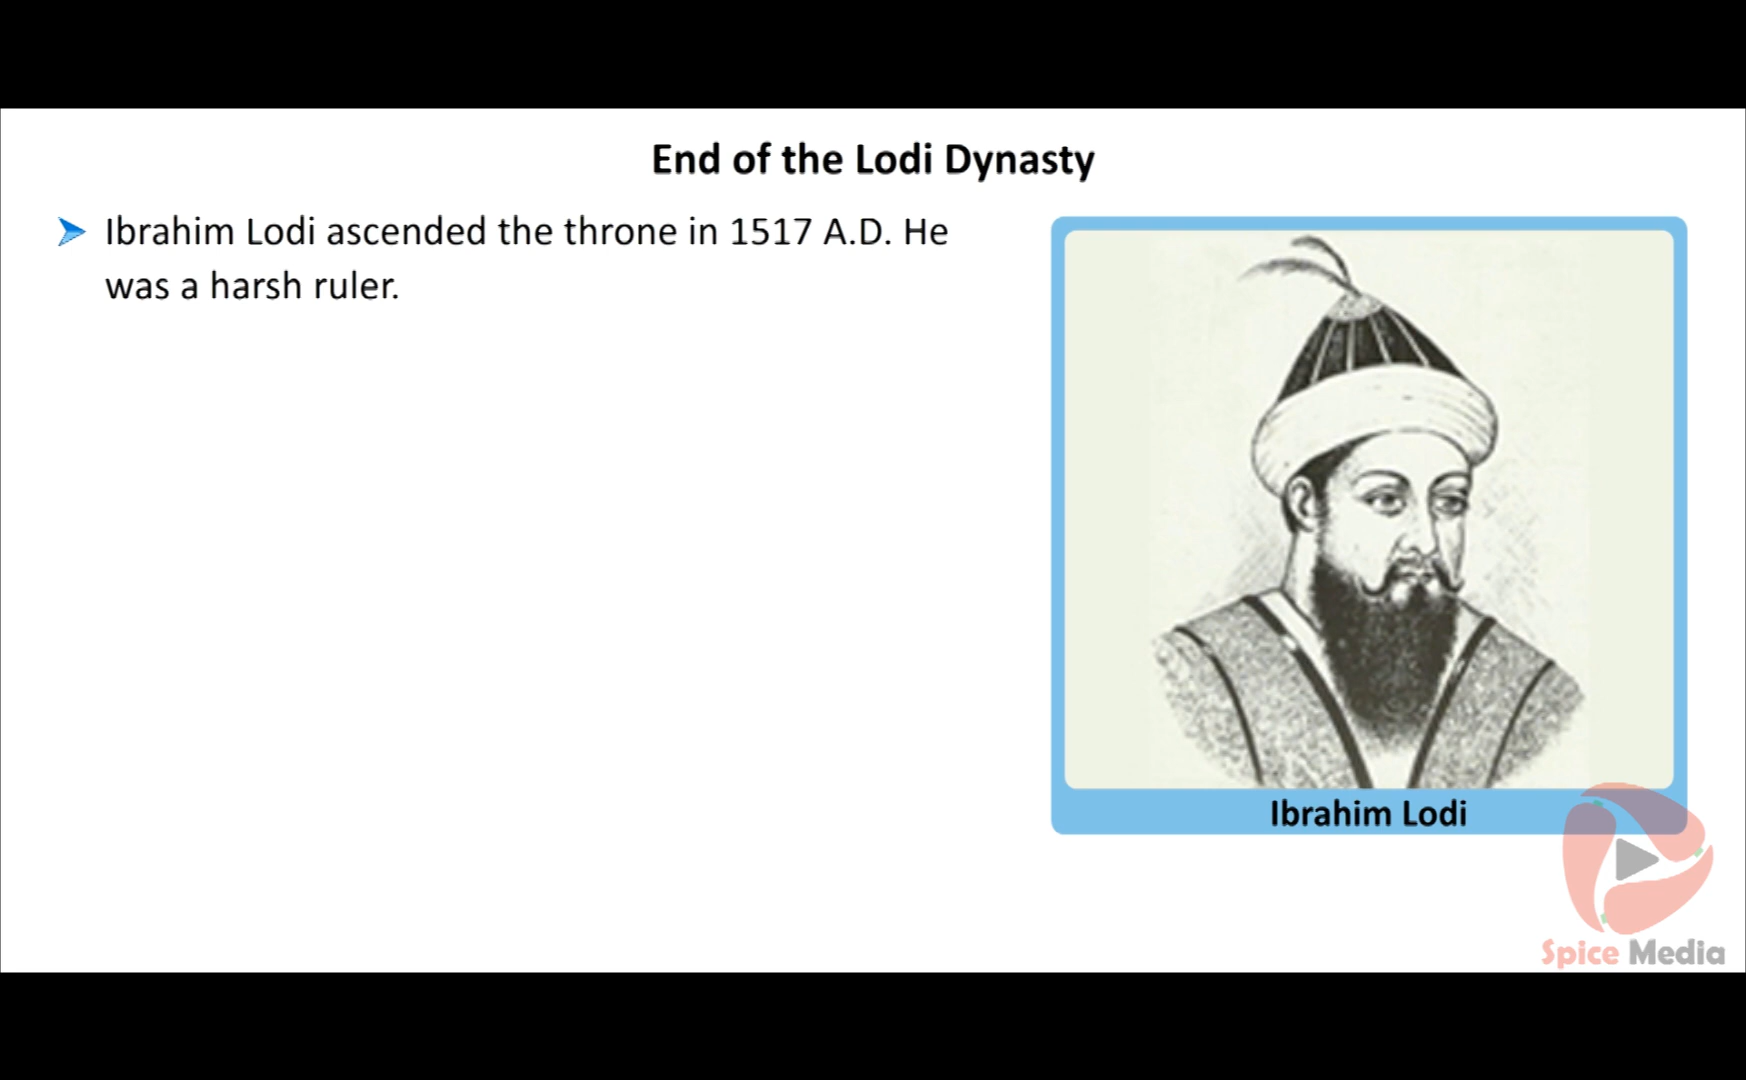 End of the Lodi Dynasty
Ibrahim Lodi ascended the throne in 1517 A.D. He
was a harsh ruler.
Ibrahim Lodi
Spice Media